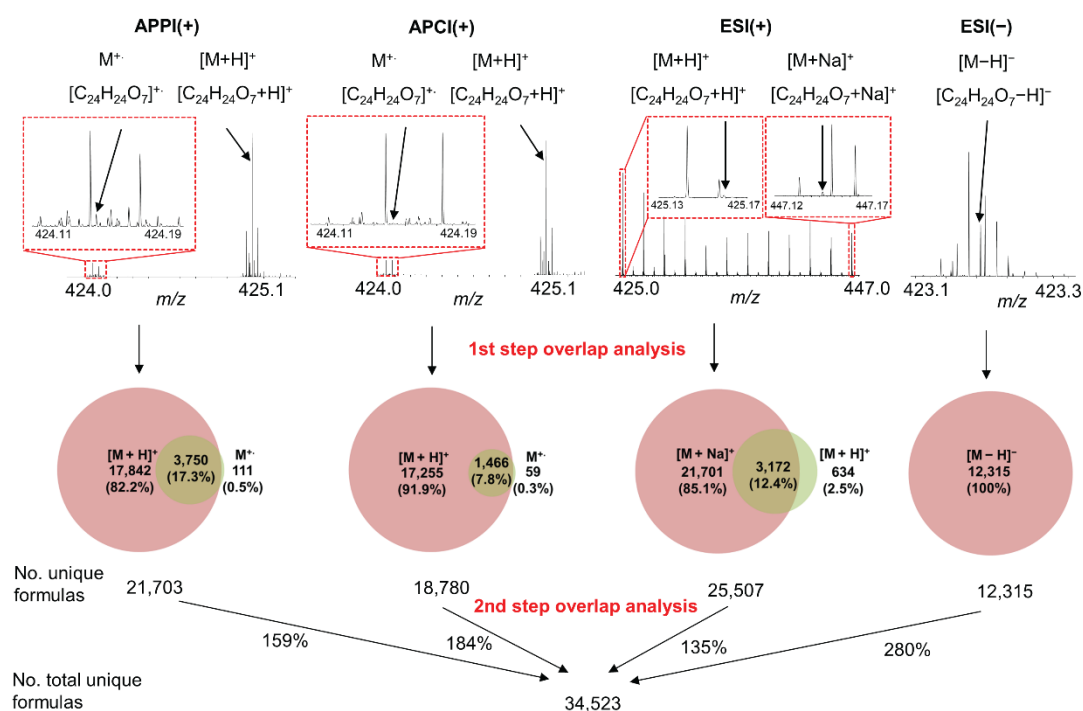 APPI(+) APCI(+) ESI(+) ESI(−)
M⁺· [M+H]⁺ M⁺· [M+H]⁺ [M+H]⁺ [M+Na]⁺ [M−H]⁻
[C₂₄H₂₄O₇]⁺· [C₂₄H₂₄O₇+H]⁺ [C₂₄H₂₄O₇]⁺· [C₂₄H₂₄O₇+H]⁺ [C₂₄H₂₄O₇+H]⁺ [C₂₄H₂₄O₇+Na]⁺ [C₂₄H₂₄O₇−H]⁻
424.11 424.19 424.11 424.19 425.13 425.17 447.12 447.17
424.0 425.1 424.0 425.1 425.0 447.0 423.1 423.3
m/z m/z m/z m/z
1st step overlap analysis
[M + H]⁺ 3,750 M⁺· [M + H]⁺ 1,466 M⁺· [M + Na]⁺ 3,172 [M + H]⁺ [M − H]⁻
17,842 (17.3%) 111 17,255 (7.8%) 59 21,701 (12.4%) 634 12,315
(82.2%) (0.5%) (91.9%) (0.3%) (85.1%) (2.5%) (100%)
No. unique
formulas 21,703 18,780 25,507 12,315
2nd step overlap analysis
159% 184% 135% 280%
No. total unique
formulas 34,523